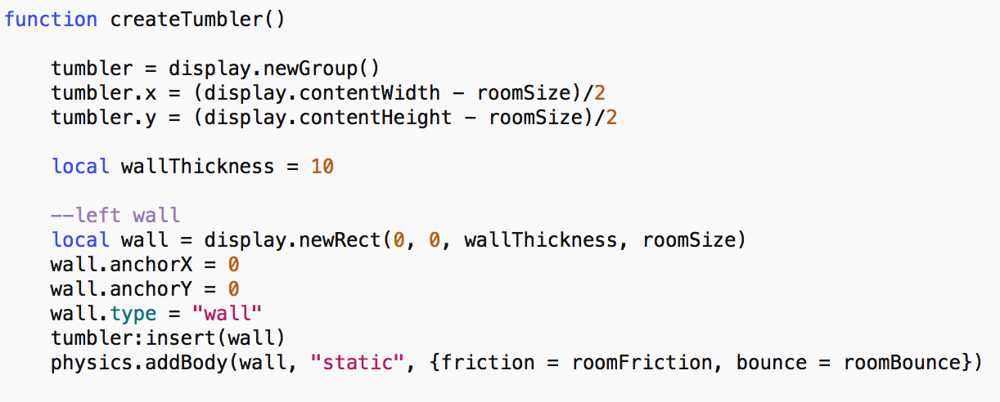 function createTumbler()
    tumbler = display.newGroup()
    tumbler.x = (display.contentWidth - roomSize)/2
    tumbler.y = (display.contentHeight - roomSize)/2
    local wallThickness = 10
    --left wall
    local wall = display.newRect(0, 0, wallThickness, roomSize)
    wall.anchorX = 0
    wall.anchorY = 0
    wall.type = "wall"
    tumbler:insert(wall)
    physics.addBody(wall, "static", {friction = roomFriction, bounce = roomBounce})